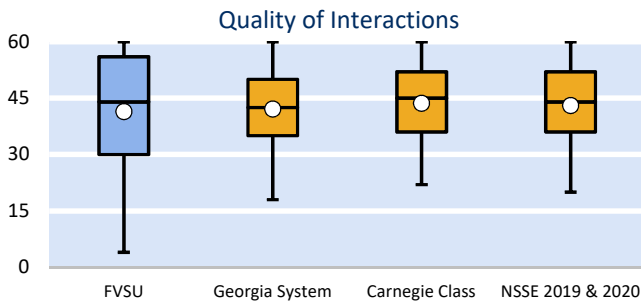 Quality of Interactions
60
45
30
15
0
FVSU Georgia System Carnegie Class NSSE 2019 & 2020